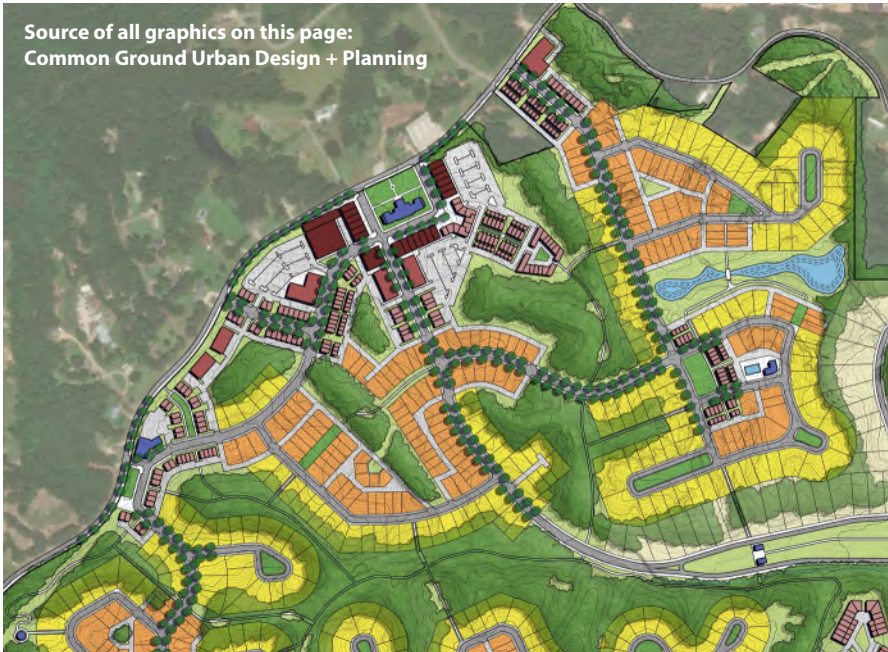 Source of all graphics on this page:
Common Ground Urban Design + Planning